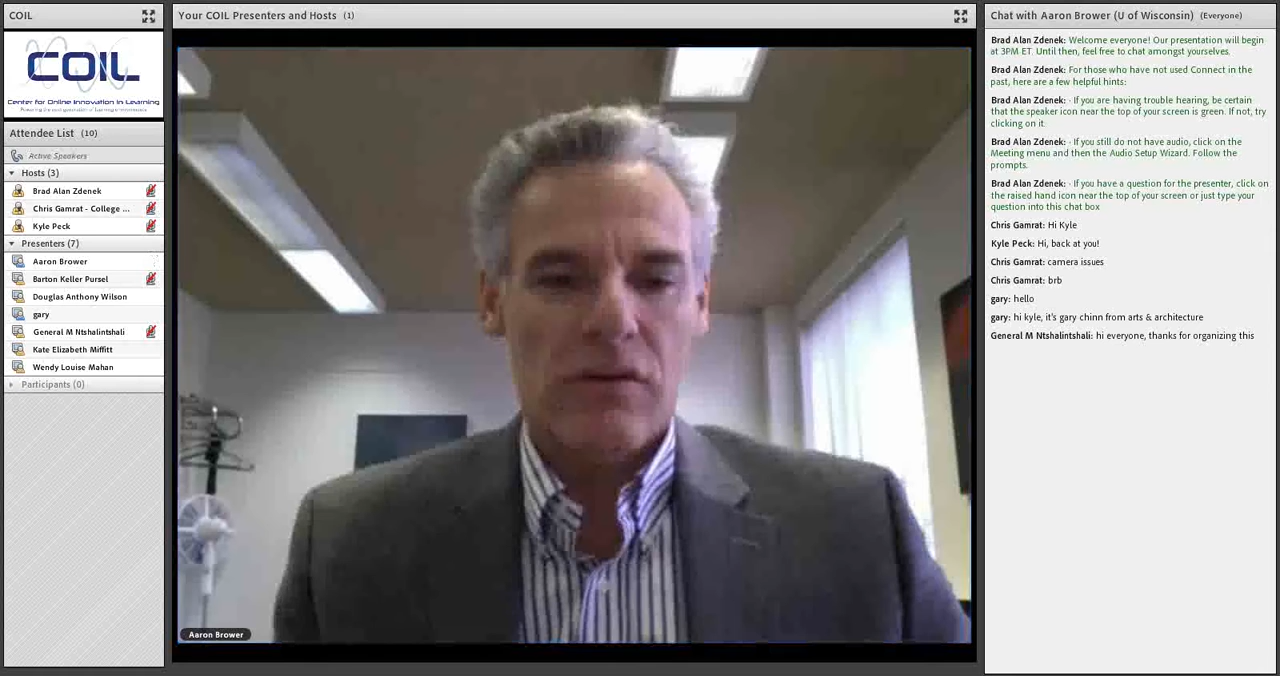 COIL
COIL
Center for Online Innovation in Learning
Attendee List (10)
Active Speakers
Hosts (3)
Brad Alan Zdenek
Chris Gamrat - College ...
Kyle Peck
Presenters (7)
Aaron Brower
Barton Keller Pursel
Douglas Anthony Wilson
gary
General M Ntshalintshali
Kate Elizabeth Miffitt
Wendy Louise Mahan
Participants (0)
Your COIL Presenters and Hosts (1)
Aaron Brower
Chat with Aaron Brower (U of Wisconsin) (Everyone)
Brad Alan Zdenek: Welcome everyone! Our presentation will begin
at 3PM ET. Until then, feel free to chat amongst yourselves.
Brad Alan Zdenek: For those who have not used Connect in the
past, here are a few helpful hints:
Brad Alan Zdenek: - If you are having trouble hearing, be certain
that the speaker icon near the top of your screen is green. If not, try
clicking on it.
Brad Alan Zdenek: - If you still do not have audio, click on the
Meeting menu and then the Audio Setup Wizard. Follow the
prompts.
Brad Alan Zdenek: - If you have a question for the presenter, click on
the raised hand icon near the top of your screen or just type your
question into this chat box
Chris Gamrat: Hi Kyle
Kyle Peck: Hi, back at you!
Chris Gamrat: camera issues
Chris Gamrat: brb
gary: hello
gary: hi kyle, it's gary chinn from arts & architecture
General M Ntshalintshali: hi everyone, thanks for organizing this